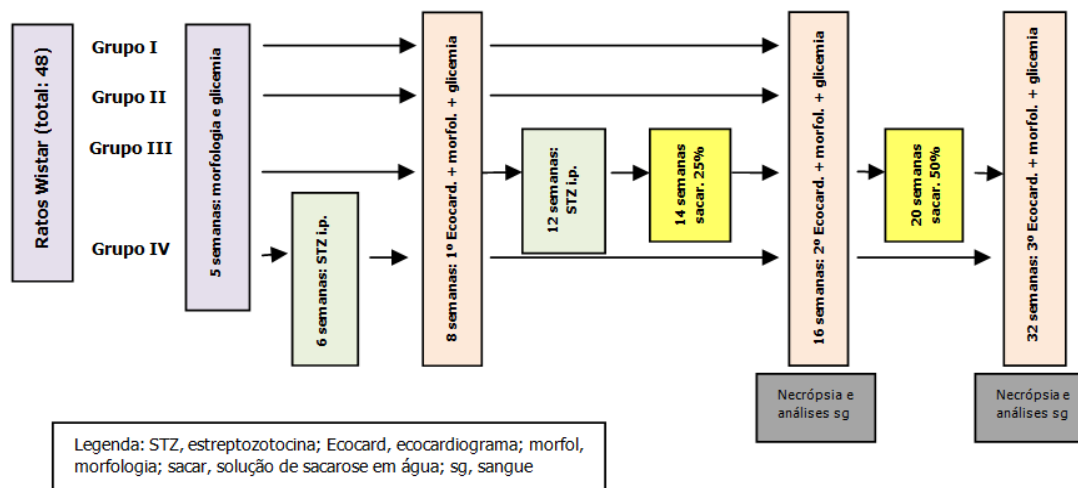 Ratos Wistar (total: 48)
Grupo I
Grupo II
Grupo III
Grupo IV
5 semanas: morfologia e glicemia
6 semanas: STZ i.p.
8 semanas: 1º Ecocard. + morfol. + glicemia
12 semanas:
STZ i.p.
14 semanas
sacar. 25%
16 semanas: 2º Ecocard. + morfol. + glicemia
20 semanas
sacar. 50%
32 semanas: 3º Ecocard. + morfol. + glicemia
Necrópsia e
análises sg
Necrópsia e
análises sg
Legenda: STZ, estreptozotocina; Ecocard, ecocardiograma; morfol,
morfologia; sacar, solução de sacarose em água; sg, sangue